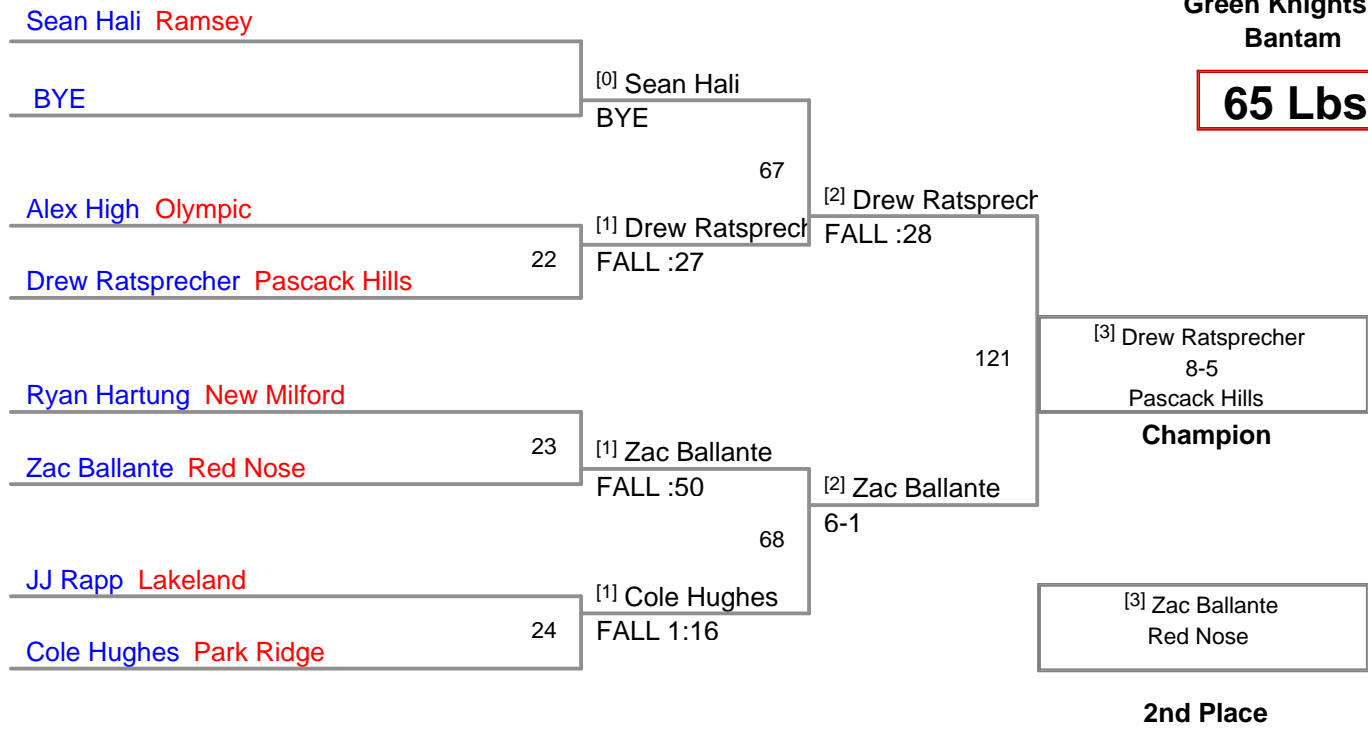 Green Knights
Bantam
65 Lbs
Sean Hali Ramsey
BYE
[0] Sean Hali
BYE
67
Alex High Olympic
22
Drew Ratsprecher Pascack Hills
[1] Drew Ratsprech
FALL :27
[2] Drew Ratsprech
FALL :28
121
Ryan Hartung New Milford
23
Zac Ballante Red Nose
[1] Zac Ballante
FALL :50
68
[2] Zac Ballante
6-1
JJ Rapp Lakeland
24
Cole Hughes Park Ridge
[1] Cole Hughes
FALL 1:16
[3] Drew Ratsprecher
8-5
Pascack Hills
Champion
[3] Zac Ballante
Red Nose
2nd Place